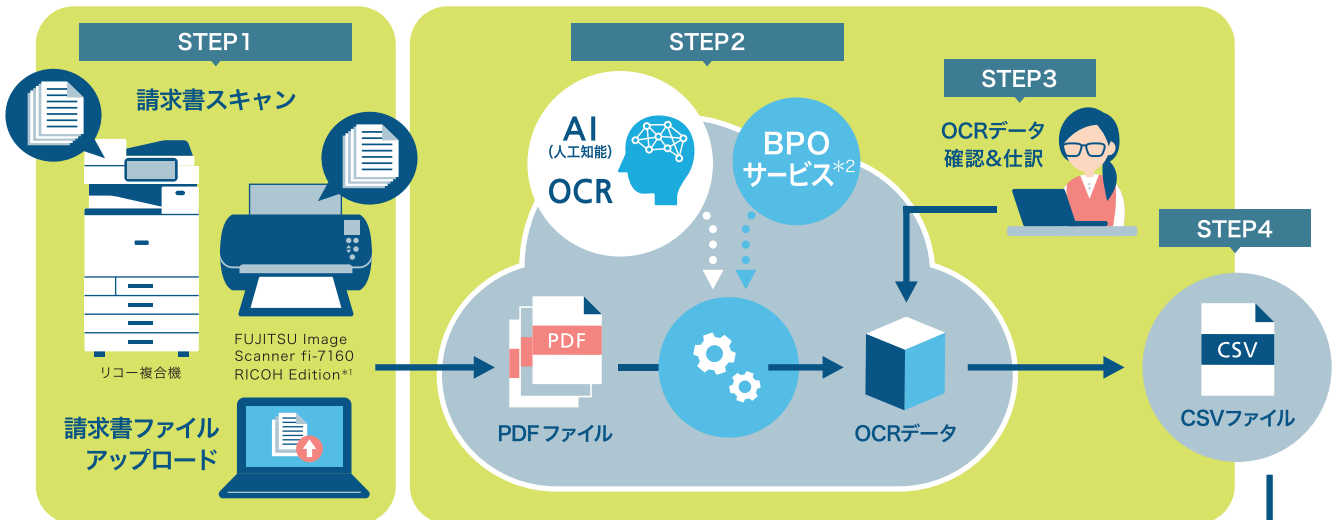 STEP1
請求書スキャン
リコー複合機
FUJITSU Image
Scanner fi-7160
RICOH Edition*1
請求書ファイル
アップロード
STEP2
AI
(人工知能)
OCR
BPO
サービス*2
PDF
PDFファイル
OCRデータ
STEP3
OCRデータ
確認&仕訳
STEP4
CSV
CSVファイル